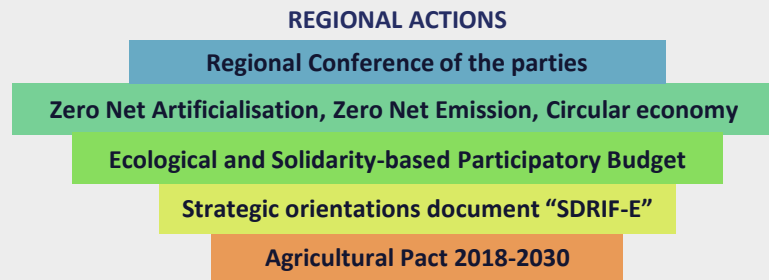 REGIONAL ACTIONS
Regional Conference of the parties
Zero Net Artificialisation, Zero Net Emission, Circular economy
Ecological and Solidarity-based Participatory Budget
Strategic orientations document “SDRIF-E”
Agricultural Pact 2018-2030